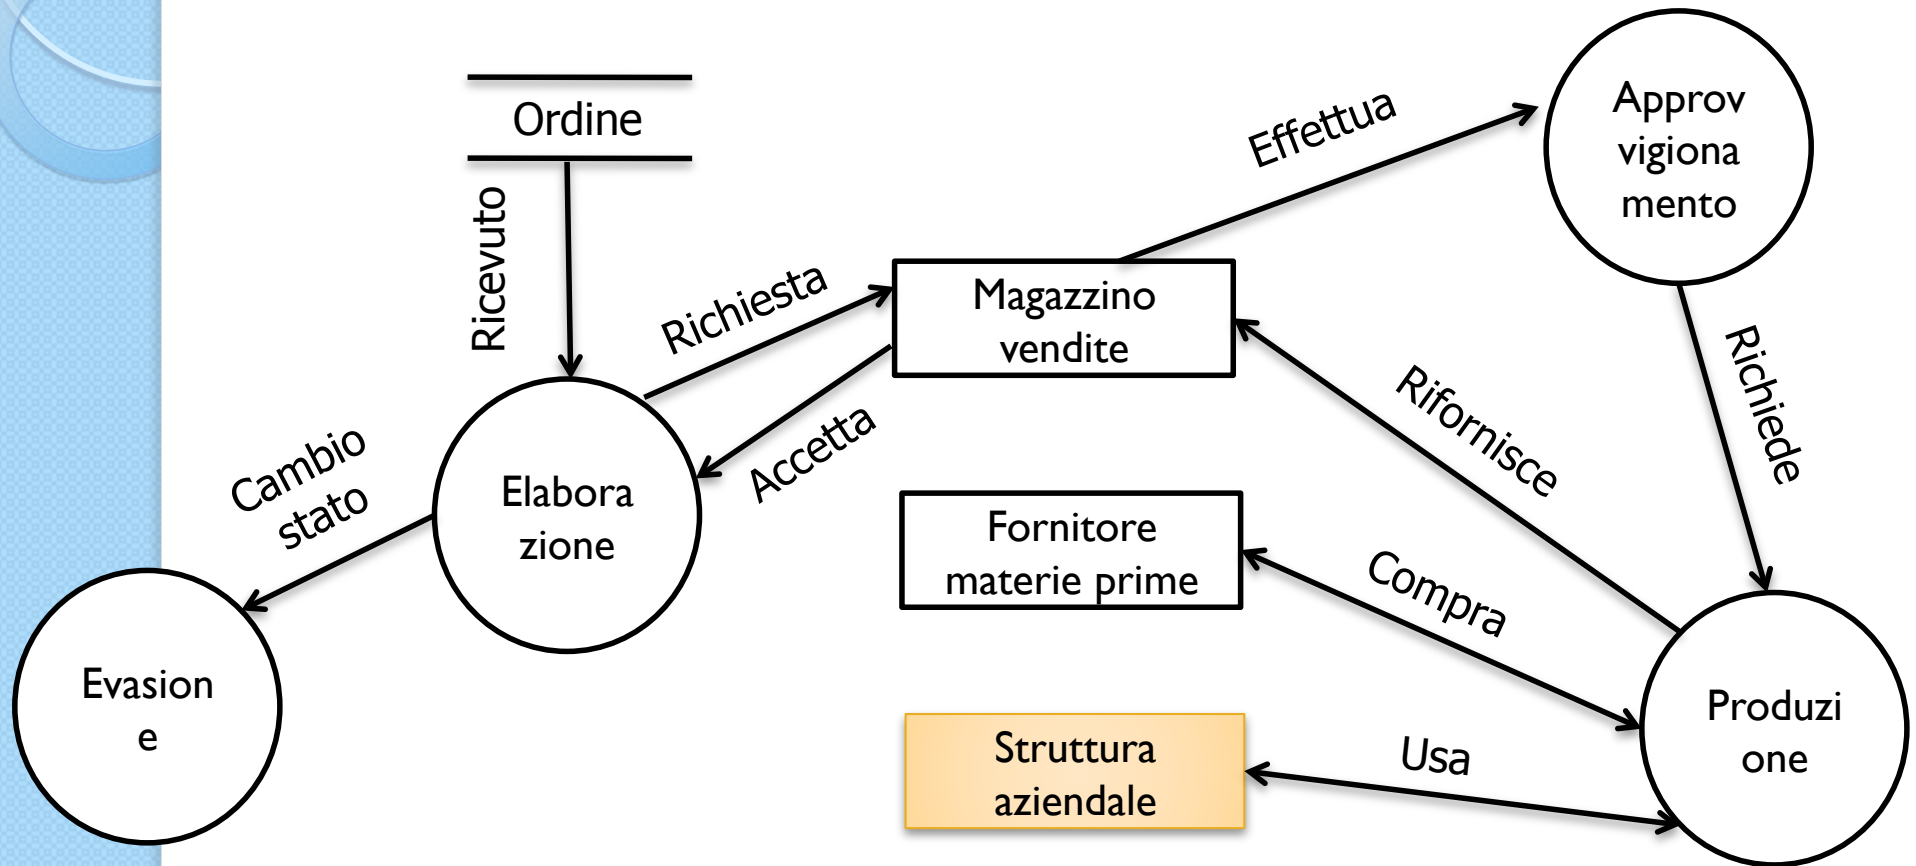 Ordine
Ricevuto
Richiesta
Accetta
Magazzino
vendite
Effettua
Approv
vigiona
mento
Richiede
Rifornisce
Cambio
stato
Elabora
zione
Evasion
e
Fornitore
materie prime
Compra
Struttura
aziendale
Usa
Produzi
one